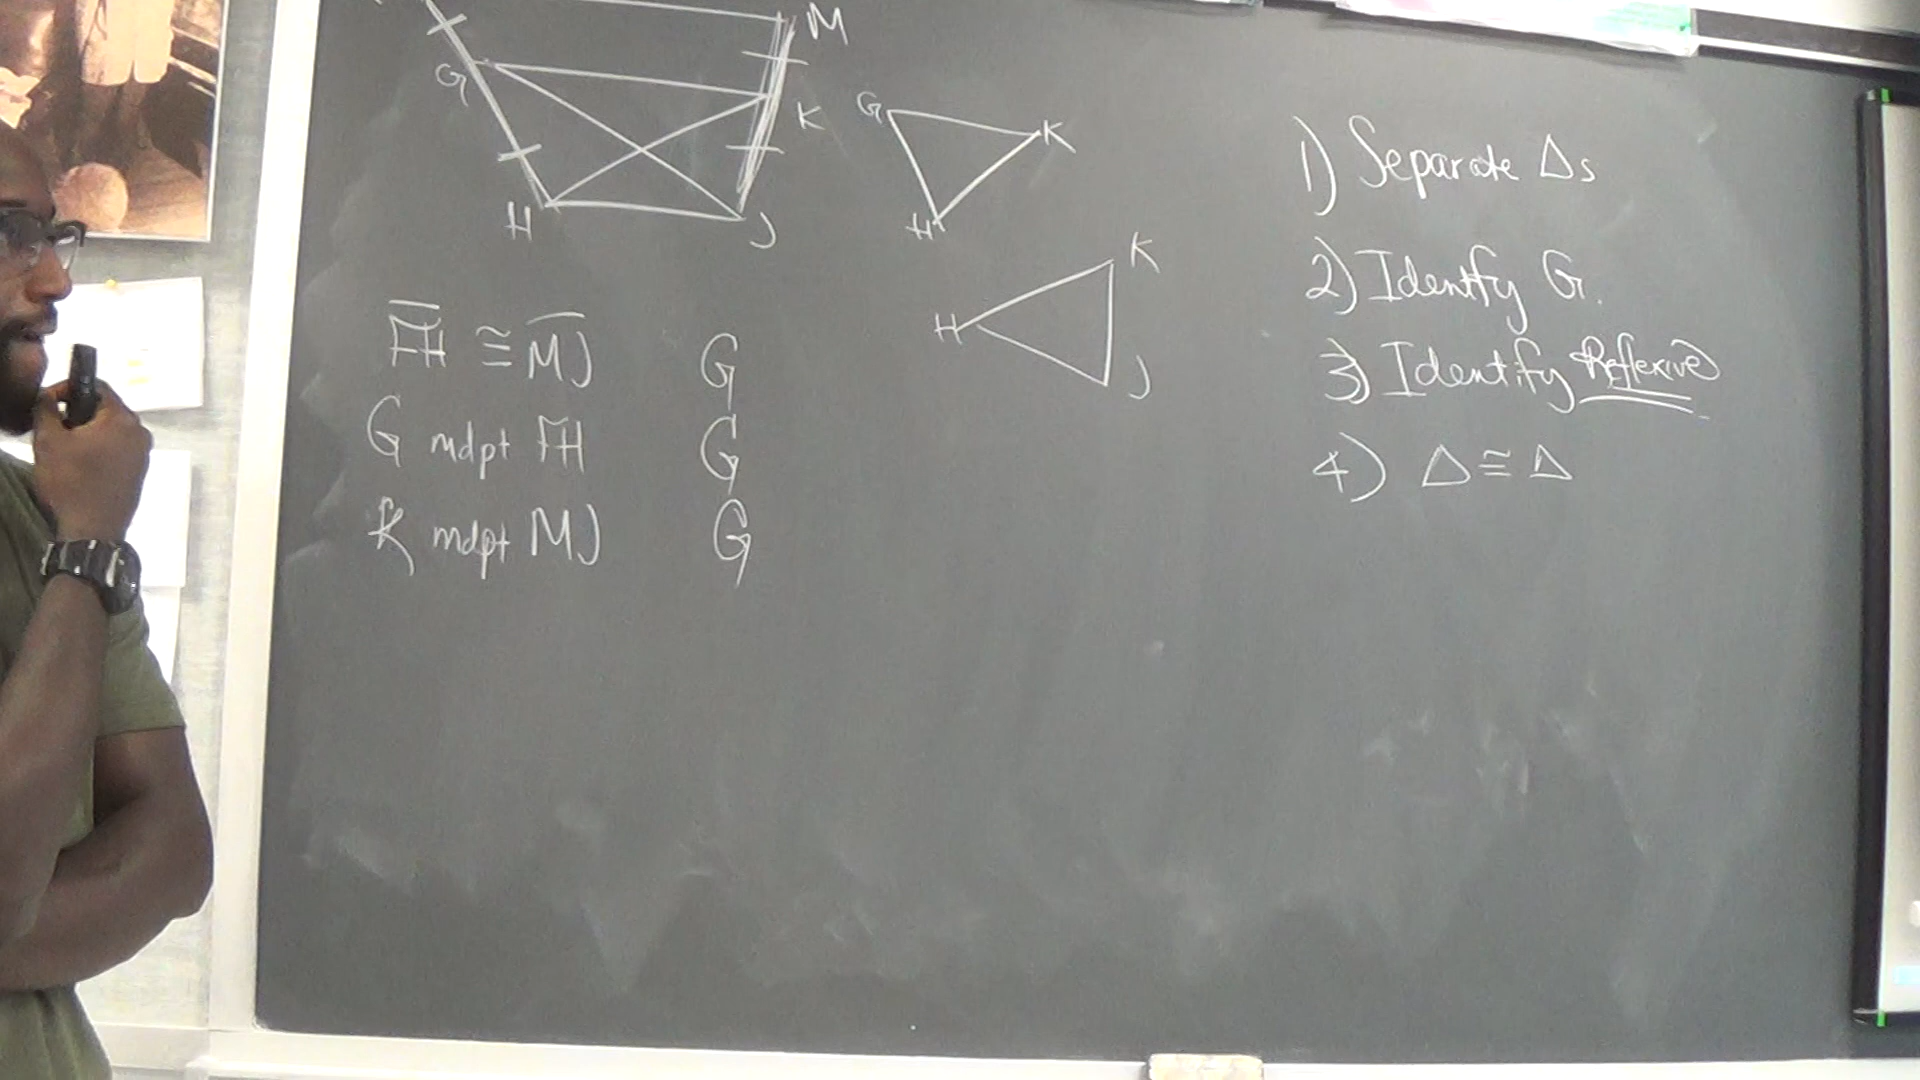 M
G
K
H
J
G
K
H
K
H
J
FH ≅ MJ G
G mdpt FH G
K mdpt MJ G
1) Separate Δs
2) Identify G.
3) Identify Reflexive
4) Δ ≅ Δ